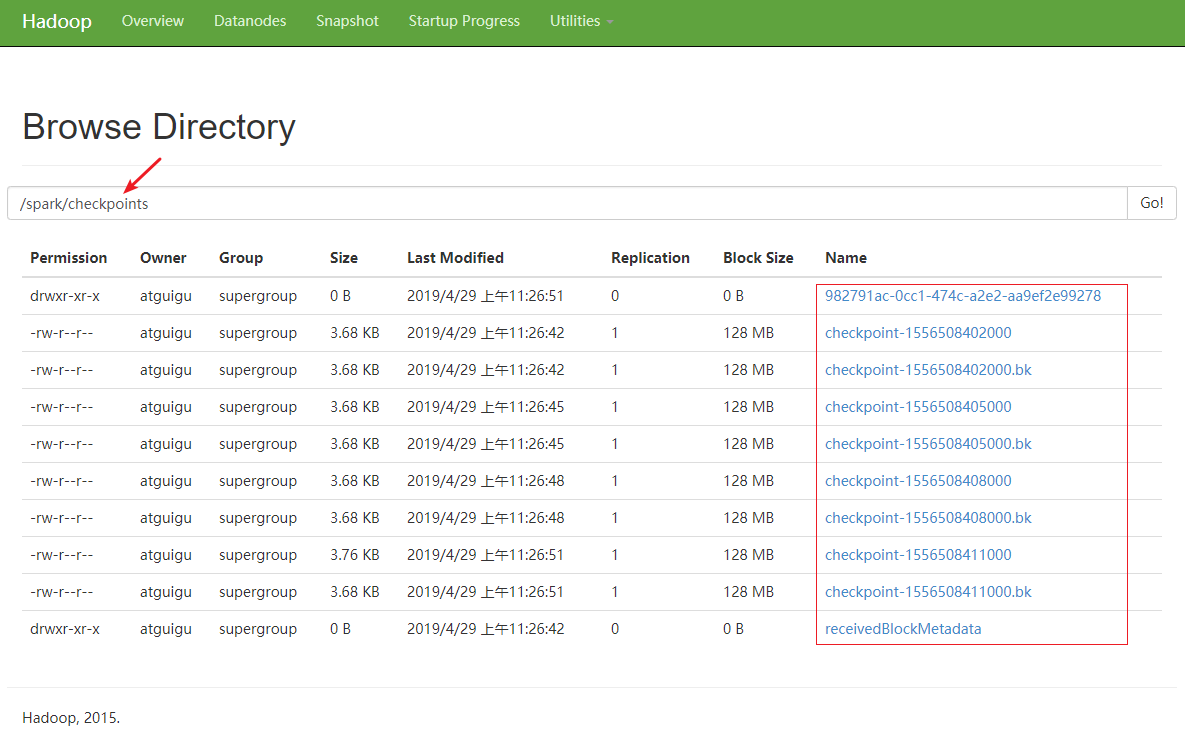 Hadoop Overview Datanodes Snapshot Startup Progress Utilities
Browse Directory
/spark/checkpoints Go!
Permission Owner Group Size Last Modified Replication Block Size Name
drwxr-xr-x atguigu supergroup 0 B 2019/4/29 上午11:26:51 0 0 B 982791ac-0cc1-474c-a2e2-aa9ef2e99278
-rw-r--r-- atguigu supergroup 3.68 KB 2019/4/29 上午11:26:42 1 128 MB checkpoint-1556508402000
-rw-r--r-- atguigu supergroup 3.68 KB 2019/4/29 上午11:26:42 1 128 MB checkpoint-1556508402000.bk
-rw-r--r-- atguigu supergroup 3.68 KB 2019/4/29 上午11:26:45 1 128 MB checkpoint-1556508405000
-rw-r--r-- atguigu supergroup 3.68 KB 2019/4/29 上午11:26:45 1 128 MB checkpoint-1556508405000.bk
-rw-r--r-- atguigu supergroup 3.68 KB 2019/4/29 上午11:26:48 1 128 MB checkpoint-1556508408000
-rw-r--r-- atguigu supergroup 3.68 KB 2019/4/29 上午11:26:48 1 128 MB checkpoint-1556508408000.bk
-rw-r--r-- atguigu supergroup 3.76 KB 2019/4/29 上午11:26:51 1 128 MB checkpoint-1556508411000
-rw-r--r-- atguigu supergroup 3.68 KB 2019/4/29 上午11:26:51 1 128 MB checkpoint-1556508411000.bk
drwxr-xr-x atguigu supergroup 0 B 2019/4/29 上午11:26:42 0 0 B receivedBlockMetadata
Hadoop, 2015.